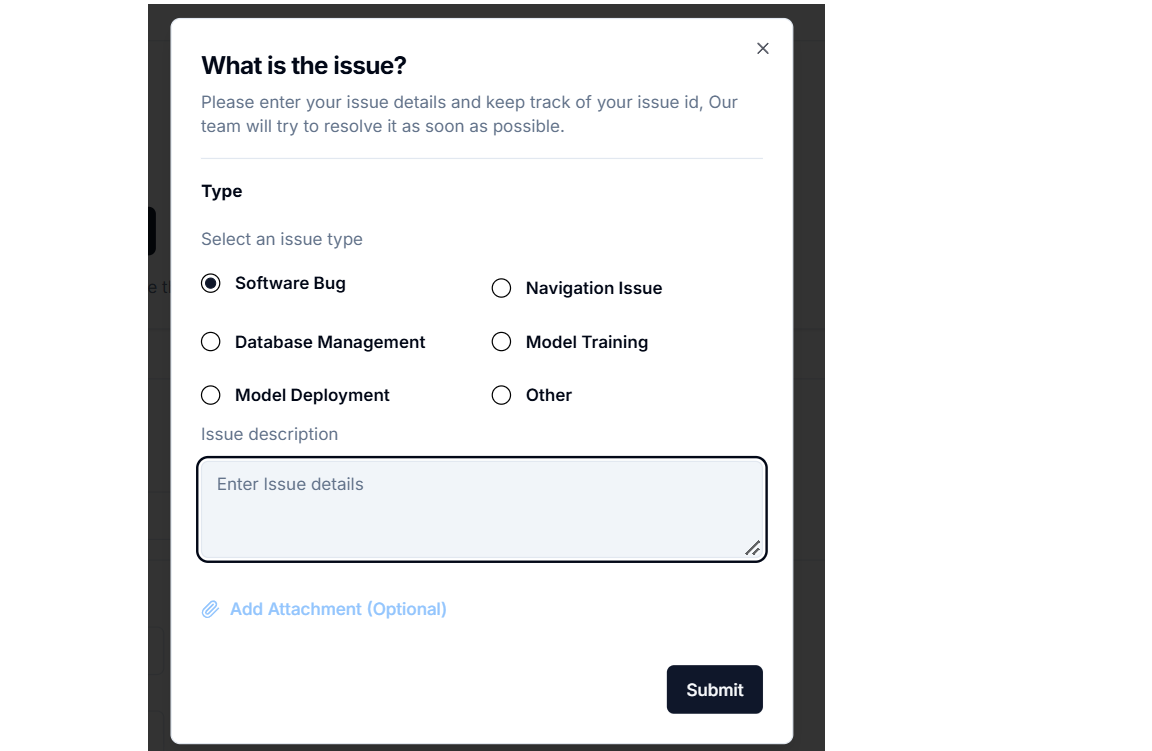 What is the issue?
Please enter your issue details and keep track of your issue id, Our
team will try to resolve it as soon as possible.
Type
Select an issue type
Software Bug
Navigation Issue
Database Management
Model Training
Model Deployment
Other
Issue description
Enter Issue details
Add Attachment (Optional)
Submit